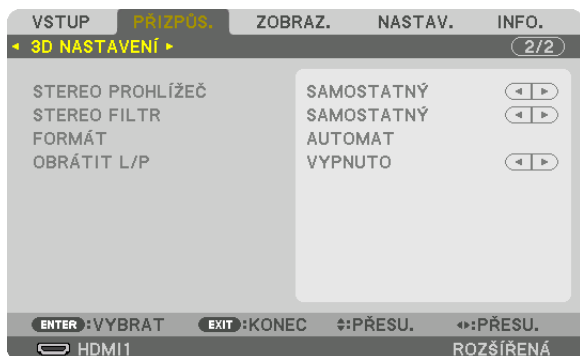 VSTUP PŘIZPŮS. ZOBRAZ. NASTAV. INFO.
3D NASTAVENÍ 2/2
STEREO PROHLÍŽEČ SAMOSTATNÝ
STEREO FILTR SAMOSTATNÝ
FORMÁT AUTOMAT
OBRÁTIT L/P VYPNUTO
ENTER :VYBRAT EXIT :KONEC :PŘESU. :PŘESU.
HDMI1 ROZŠÍŘENÁ